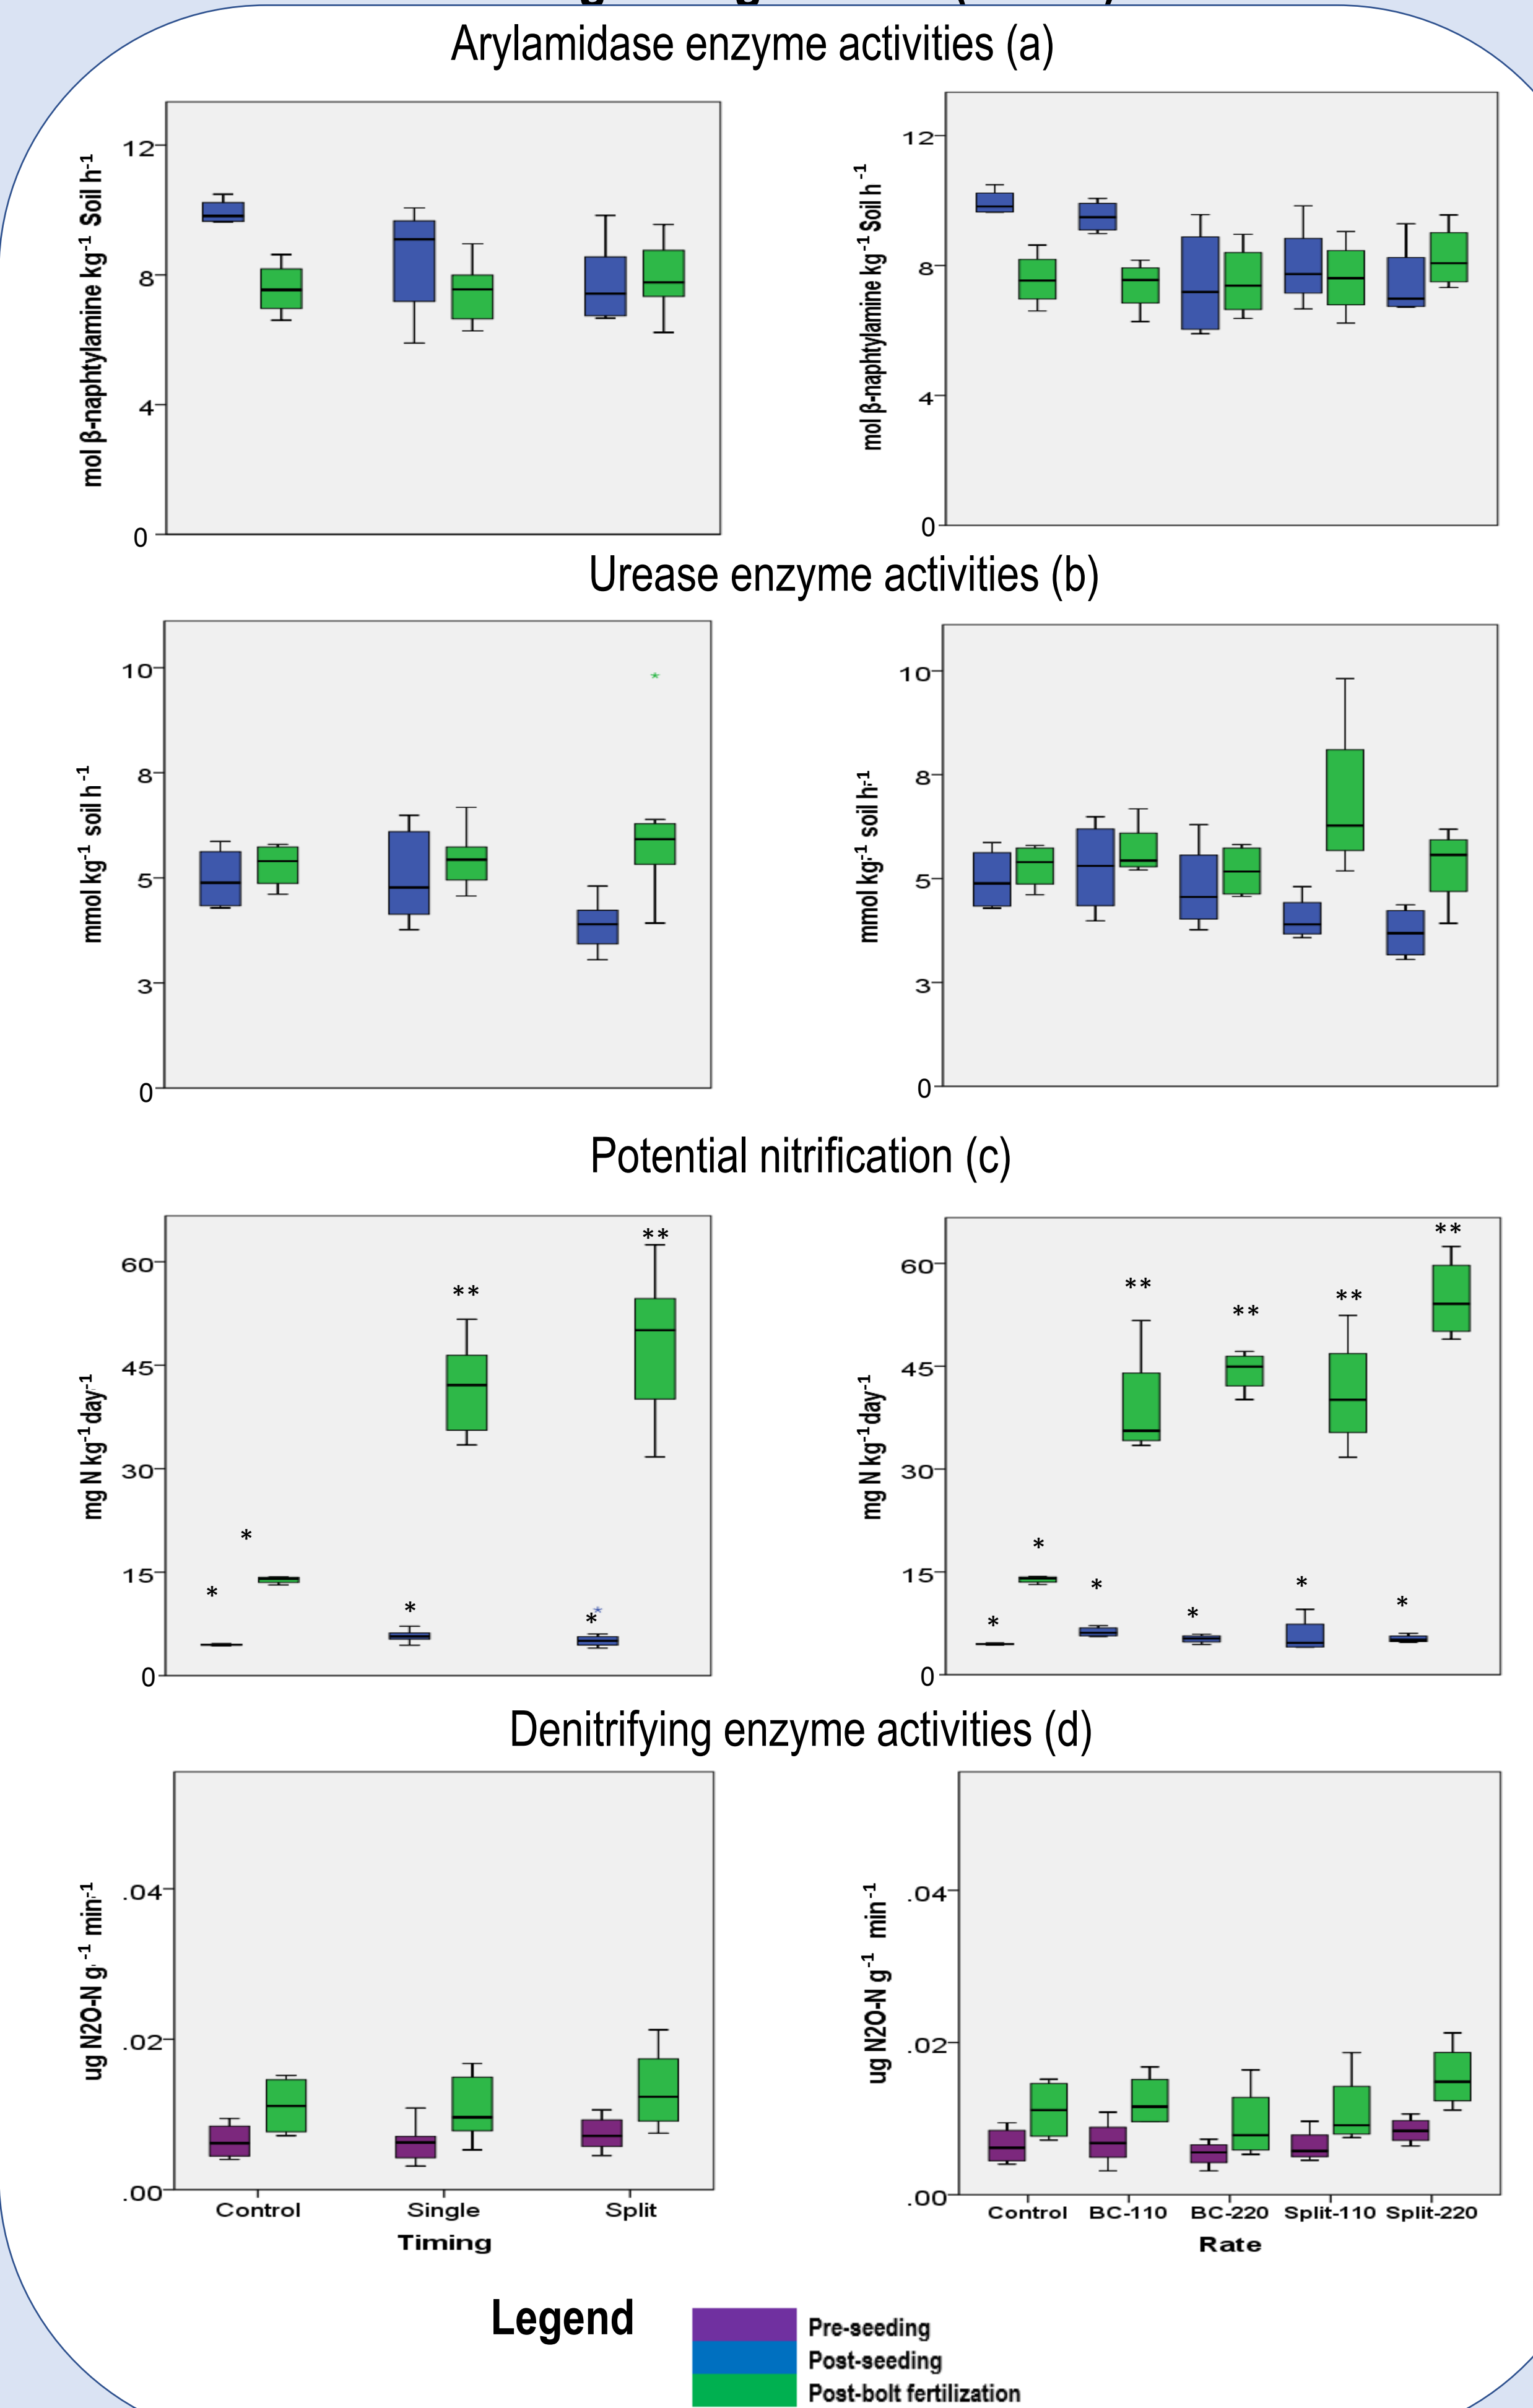 Arylamidase enzyme activities (a)
mol β-naphtylamine kg-1 Soil h-1
12
8
4
0
mol β-naphtylamine kg-1 Soil h -1
12
8
4
0
Urease enzyme activities (b)
mmol kg-1 soil h -1
10
8
5
3
0
mmol kg-1 soil h-1
10
8
5
3
0
Potential nitrification (c)
mg N kg-1 day-1
60
45
30
15
0
** 
**
*
*
*
*
mg N kg-1 day-1
60
45
30
15
0
**
**
**
**
*
*
*
*
*
*
Denitrifying enzyme activities (d)
ug N2O-N g-1 min-1
.04
.02
.00
Control Single Split
Timing
ug N2O-N g-1 min-1
.04
.02
.00
Control BC-110 BC-220 Split-110 Split-220
Rate
Legend
Pre-seeding
Post-seeding
Post-bolt fertilization